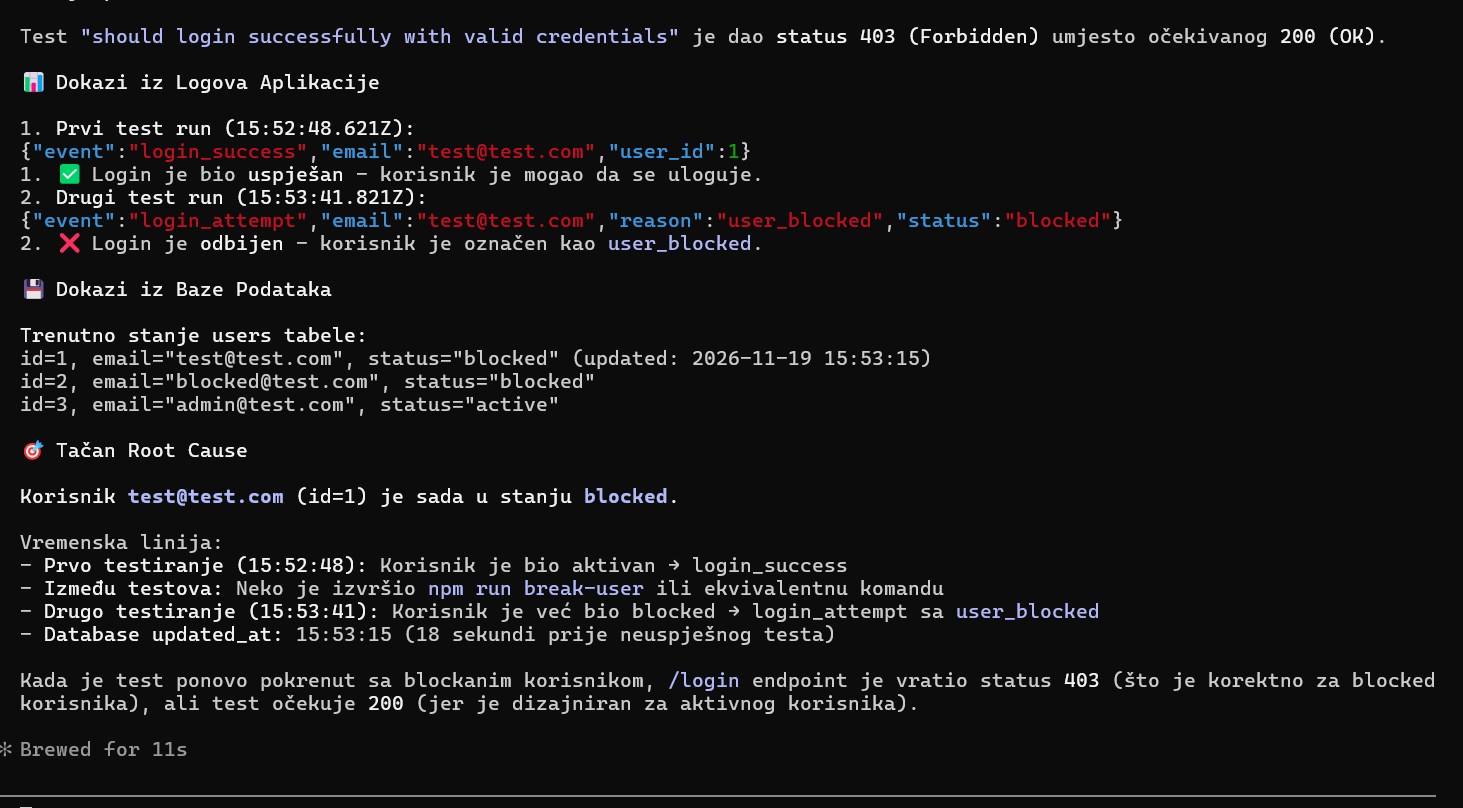 Test "should login successfully with valid credentials" je dao status 403 (Forbidden) umjesto očekivanog 200 (OK).
📊 Dokazi iz Logova Aplikacije
1. Prvi test run (15:52:48.621Z):
{"event":"login_success","email":"test@test.com","user_id":1}
1. ✅ Login je bio uspješan - korisnik je mogao da se uloguje.
2. Drugi test run (15:53:41.821Z):
{"event":"login_attempt","email":"test@test.com","reason":"user_blocked","status":"blocked"}
2. ❌ Login je odbijen - korisnik je označen kao user_blocked.
💾 Dokazi iz Baze Podataka
Trenutno stanje users tabele:
id=1, email="test@test.com", status="blocked" (updated: 2026-11-19 15:53:15)
id=2, email="blocked@test.com", status="blocked"
id=3, email="admin@test.com", status="active"
🎯 Tačan Root Cause
Korisnik test@test.com (id=1) je sada u stanju blocked.
Vremenska linija:
- Prvo testiranje (15:52:48): Korisnik je bio aktivan → login_success
- Između testova: Neko je izvršio npm run break-user ili ekvivalentnu komandu
- Drugo testiranje (15:53:41): Korisnik je već bio blocked → login_attempt sa user_blocked
- Database updated_at: 15:53:15 (18 sekundi prije neuspješnog testa)
Kada je test ponovo pokrenut sa blockanim korisnikom, /login endpoint je vratio status 403 (što je korektno za blocked
korisnika), ali test očekuje 200 (jer je dizajniran za aktivnog korisnika).
✻ Brewed for 11s